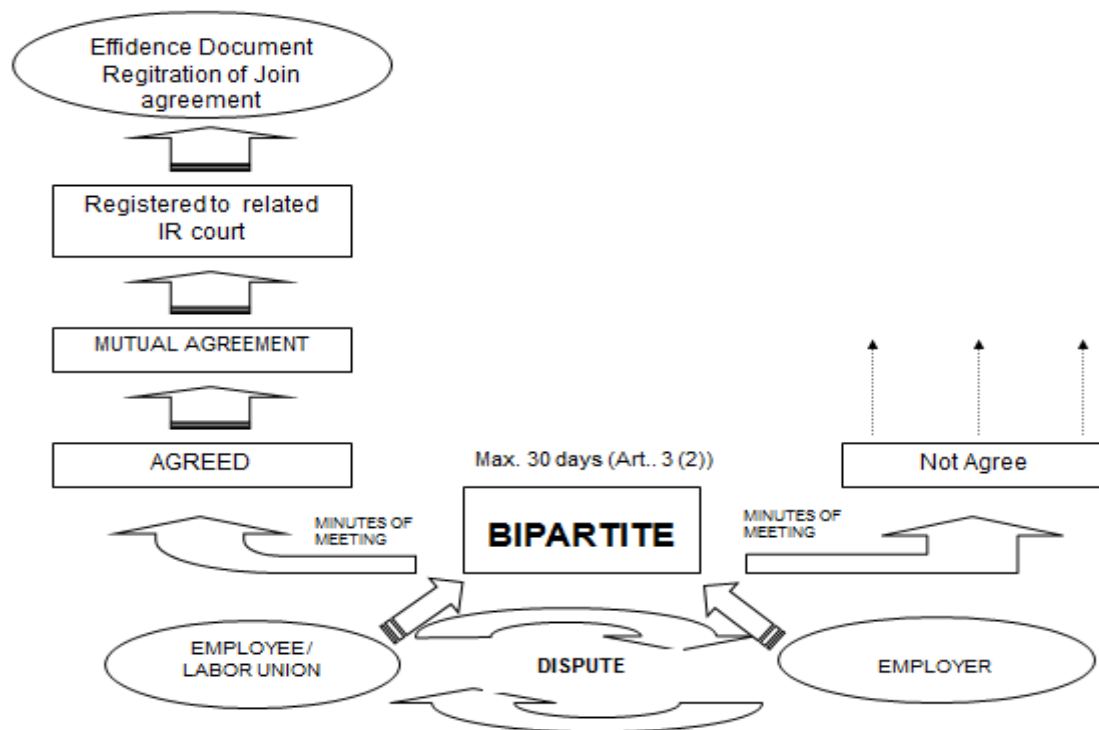 Effidence Document
Regitration of Join
agreement
Registered to related
IR court
MUTUAL AGREEMENT
AGREED
Max. 30 days (Art.. 3 (2))
Not Agree
MINUTES OF
MEETING
BIPARTITE
MINUTES OF
MEETING
EMPLOYEE/
LABOR UNION
DISPUTE
EMPLOYER